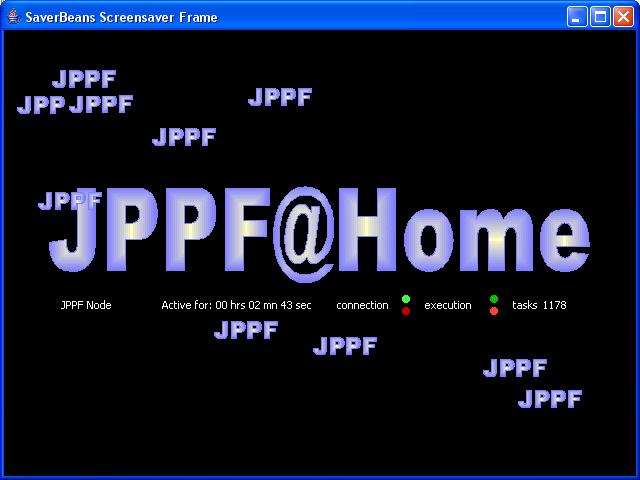 SaverBeans Screensaver Frame
JPPF
JPP JPPF
JPPF
JPPF
JPPF
JPPF@Home
JPPF Node Active for: 00 hrs 02 mn 43 sec connection execution tasks 1178
JPPF
JPPF
JPPF
JPPF